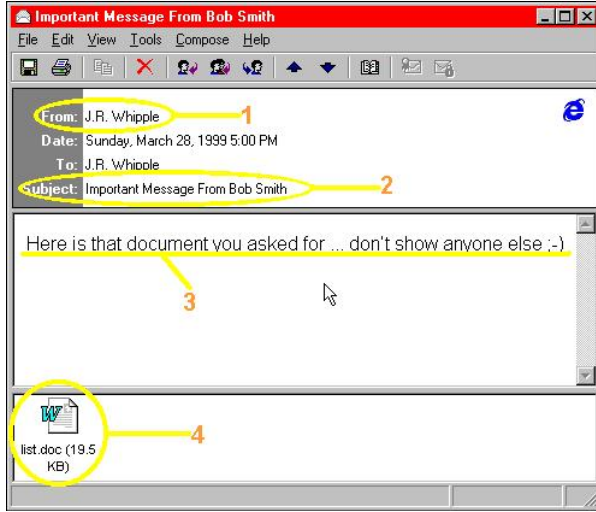 Important Message From Bob Smith
File Edit View Tools Compose Help
From: J.R. Whipple 1
Date: Sunday, March 28, 1999 5:00 PM
To: J.R. Whipple
Subject: Important Message From Bob Smith 2
Here is that document you asked for ... don't show anyone else ;-)
3
W
4
list.doc (19.5
KB)